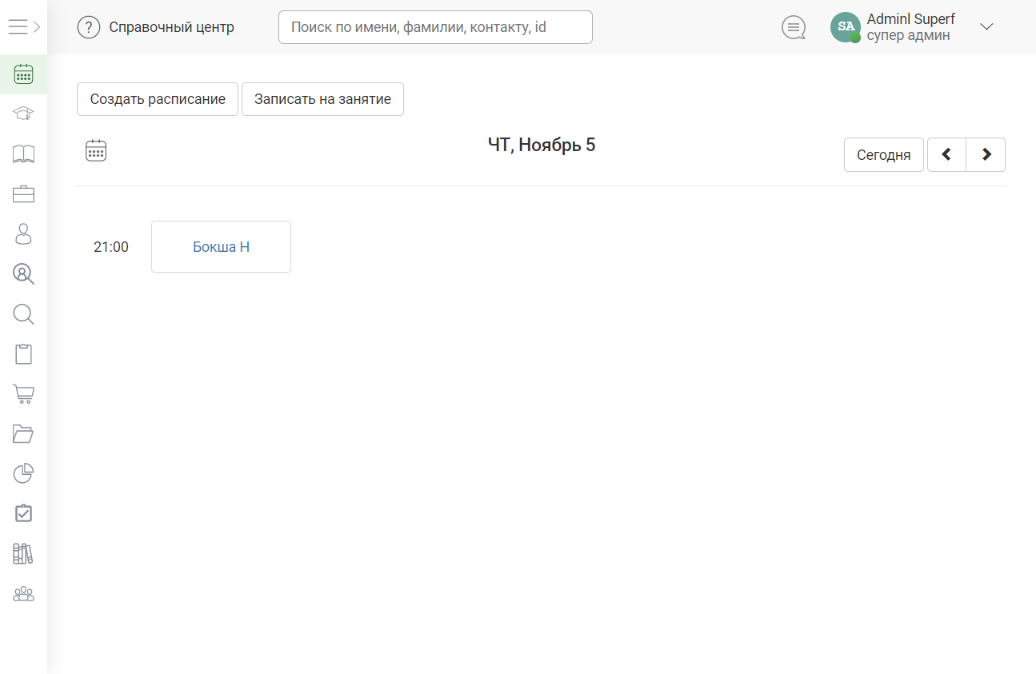 Справочный центр
Поиск по имени, фамилии, контакту, id
SA
AdminI Superf
супер админ
Создать расписание
Записать на занятие
ЧТ, Ноябрь 5
Сегодня
21:00
Бокша Н